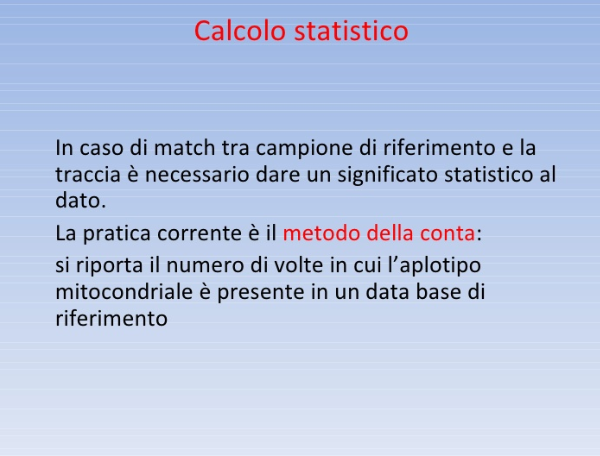 Calcolo statistico
In caso di match tra campione di riferimento e la
traccia è necessario dare un significato statistico al
dato.
La pratica corrente è il metodo della conta:
si riporta il numero di volte in cui l’aplotipo
mitocondriale è presente in un data base di
riferimento